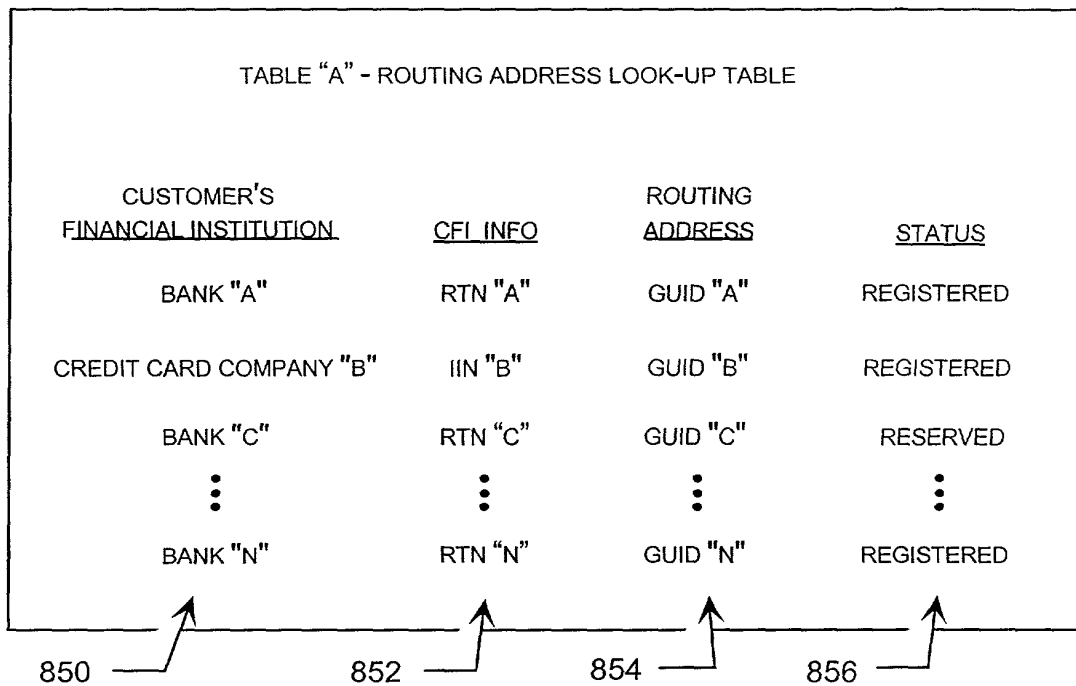 TABLE “A” - ROUTING ADDRESS LOOK-UP TABLE
CUSTOMER'S FINANCIAL INSTITUTION CFI INFO ROUTING ADDRESS STATUS
BANK "A" RTN "A" GUID "A" REGISTERED
CREDIT CARD COMPANY "B" IIN "B" GUID "B" REGISTERED
BANK "C" RTN “C” GUID "C" RESERVED
BANK "N" RTN “N” GUID "N" REGISTERED
850 852 854 856